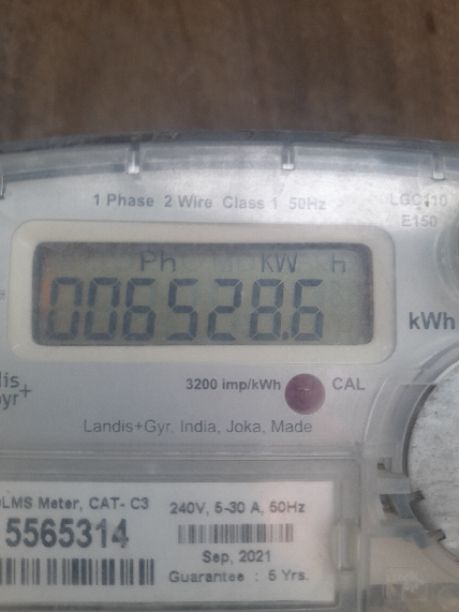 1 Phase 2 Wire Class 1 50Hz
LGC110
E150
Ph KW h
006528.6
kWh
3200 imp/kWh CAL
Landis+Gyr, India, Joka, Made
LMS Meter, CAT- C3
5565314
240V, 5-30 A, 50Hz
Sep, 2021
Guarantee : 5 Yrs.